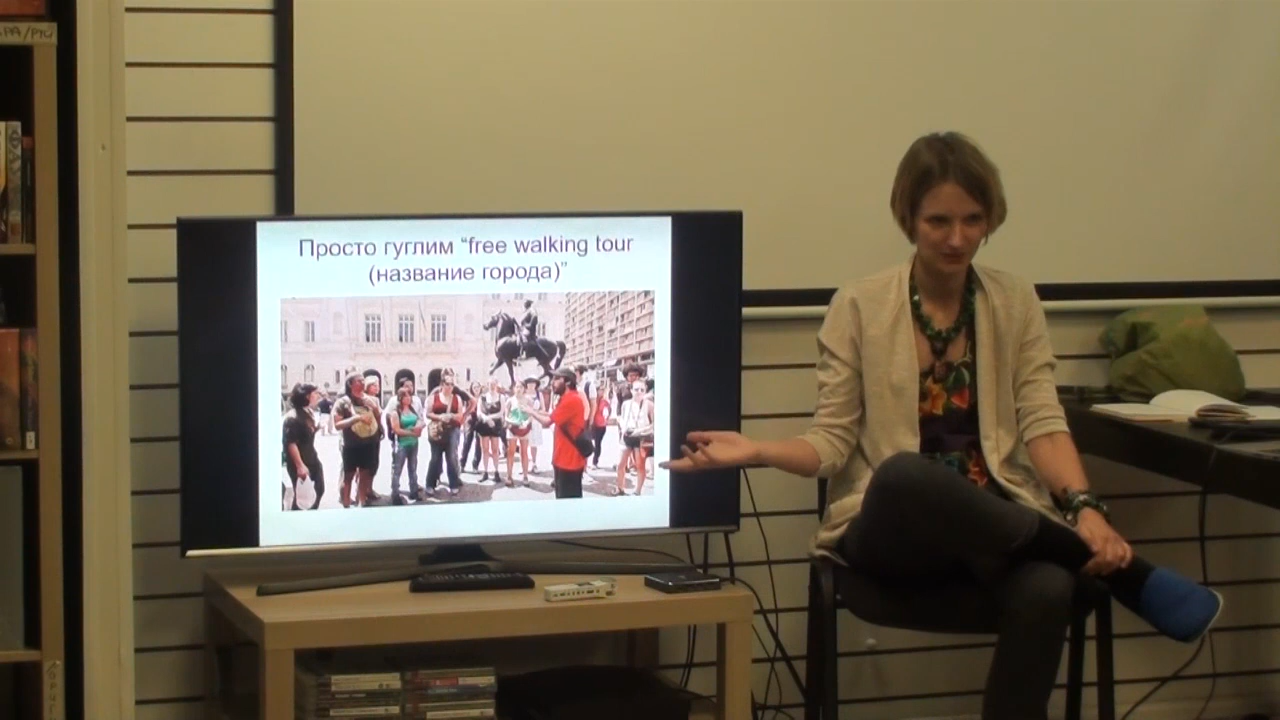 Просто гуглим “free walking tour
(название города)”